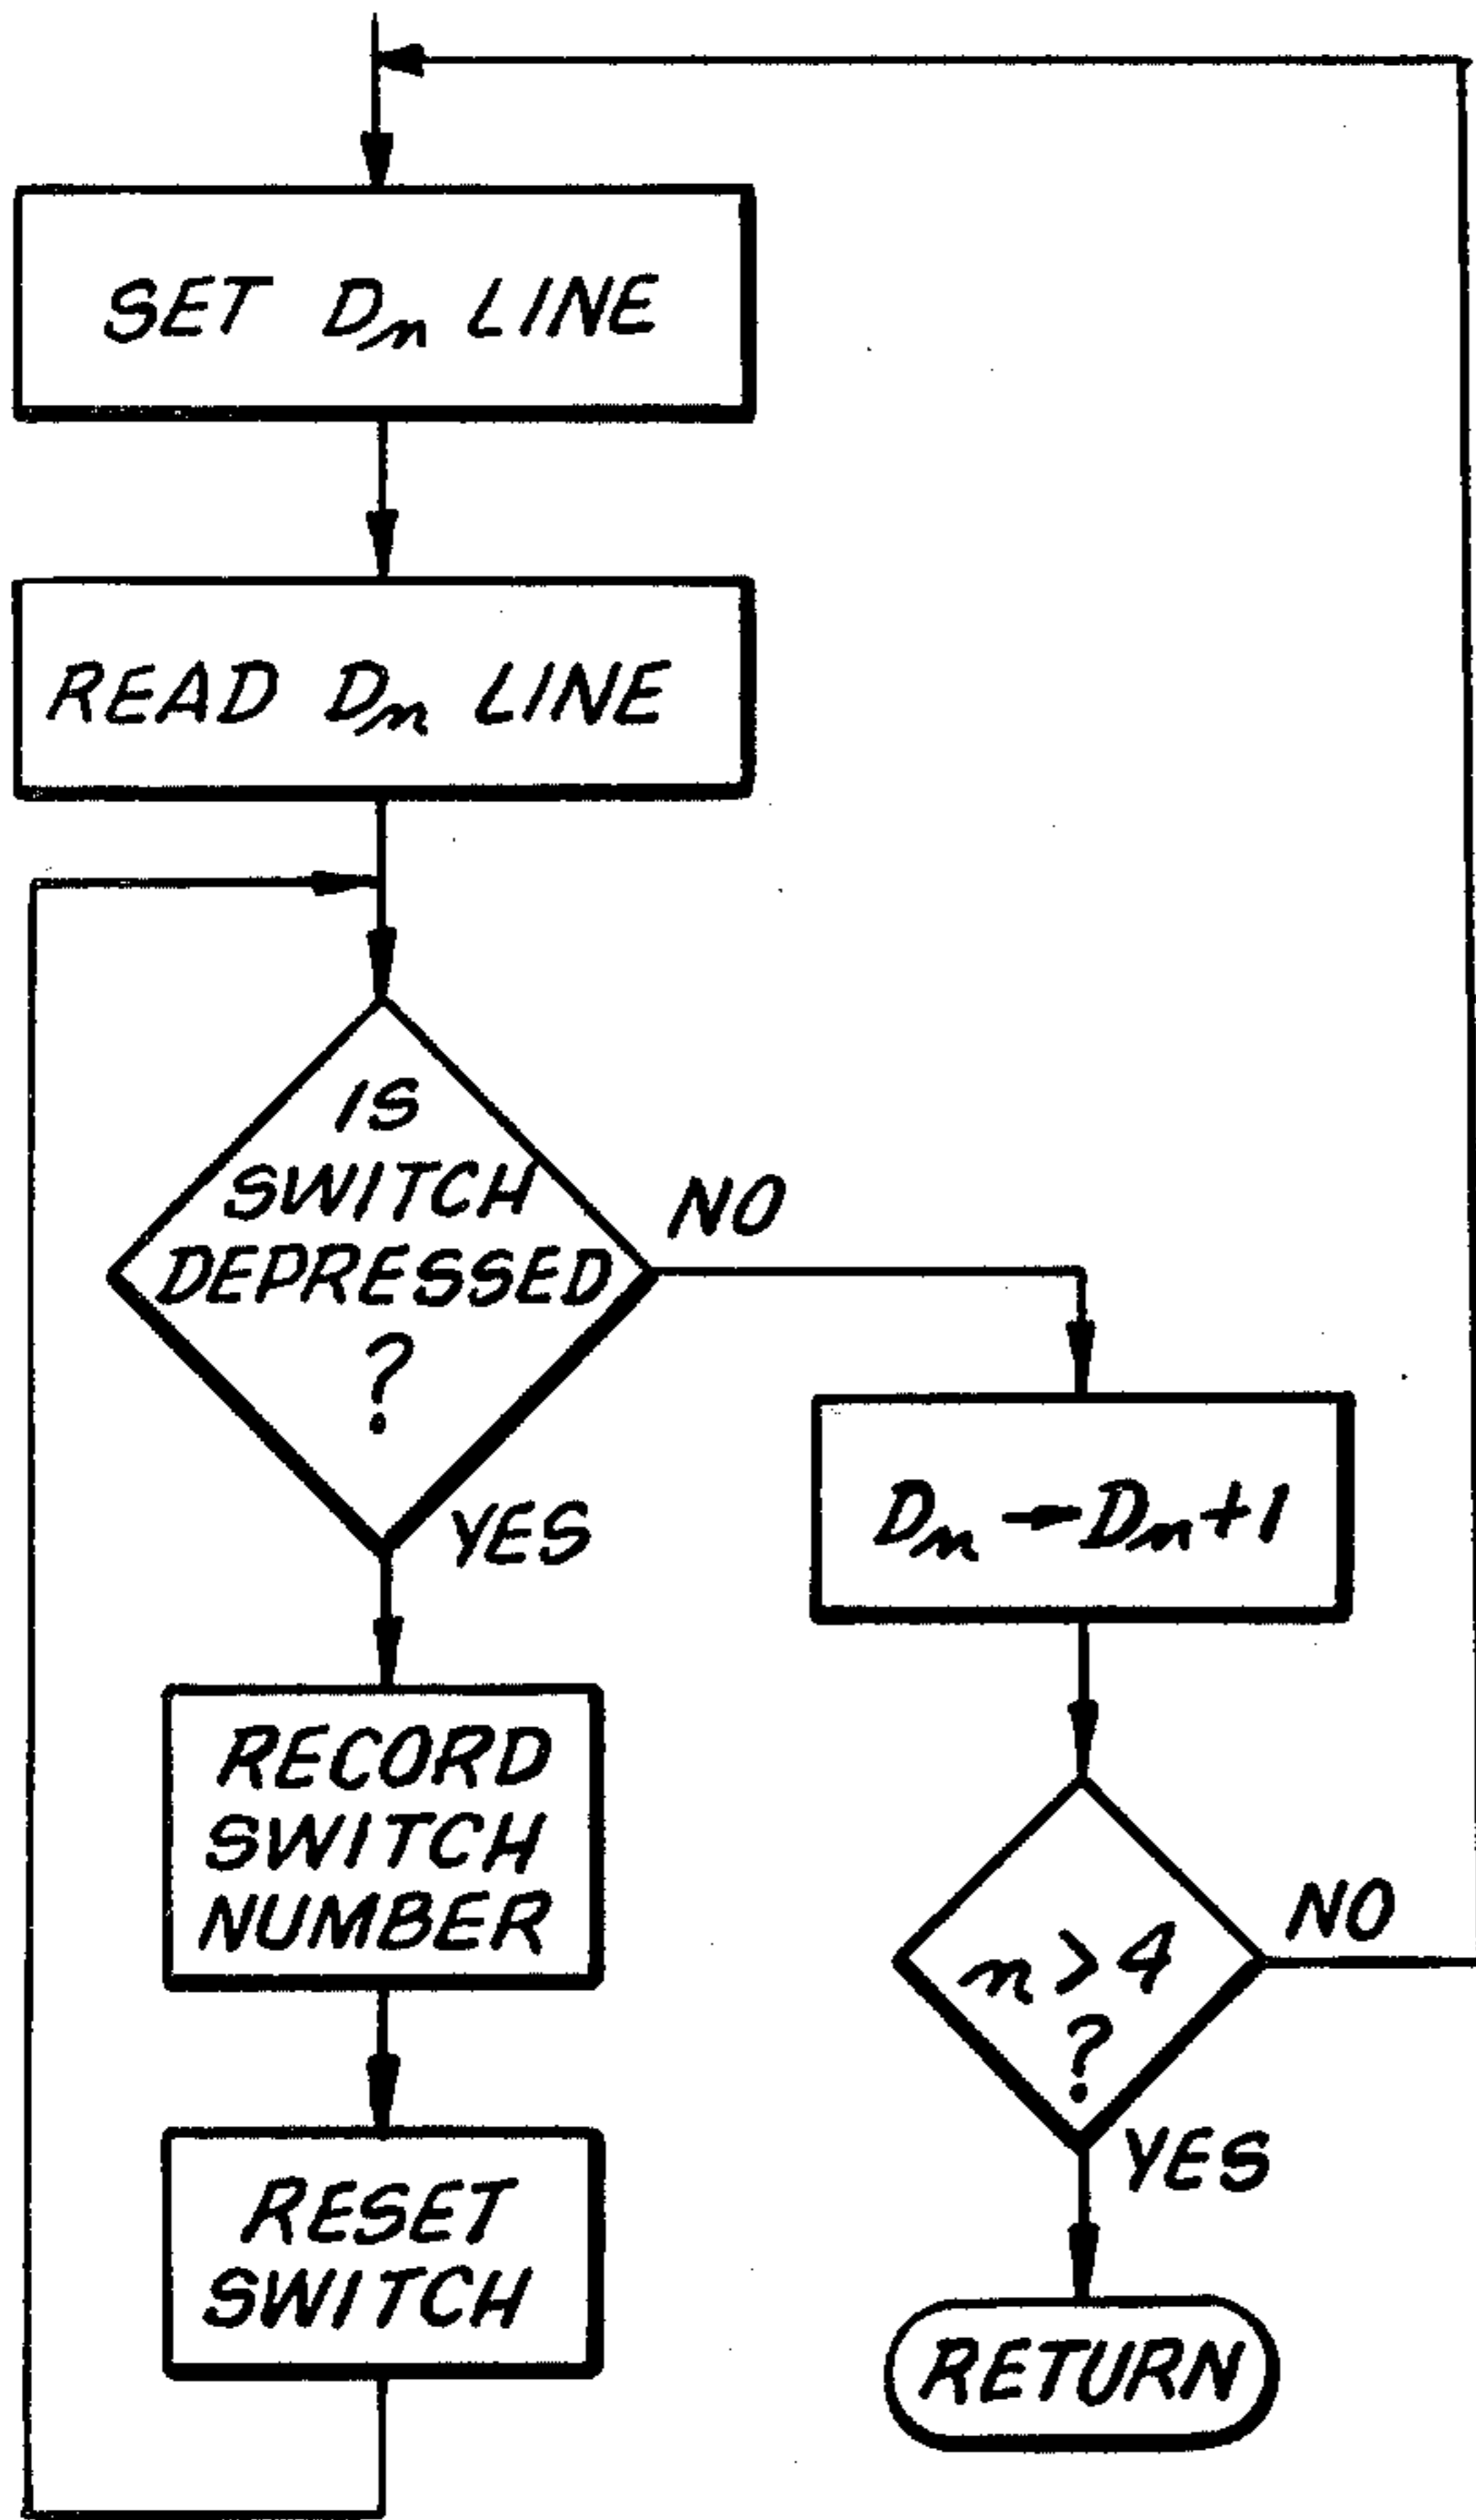 SET Dn LINE
READ Dn LINE
IS
SWITCH
DEPRESSED
?
NO
YES
Dn - Dn+1
RECORD
SWITCH
NUMBER
n > 4
?
NO
YES
RESET
SWITCH
RETURN